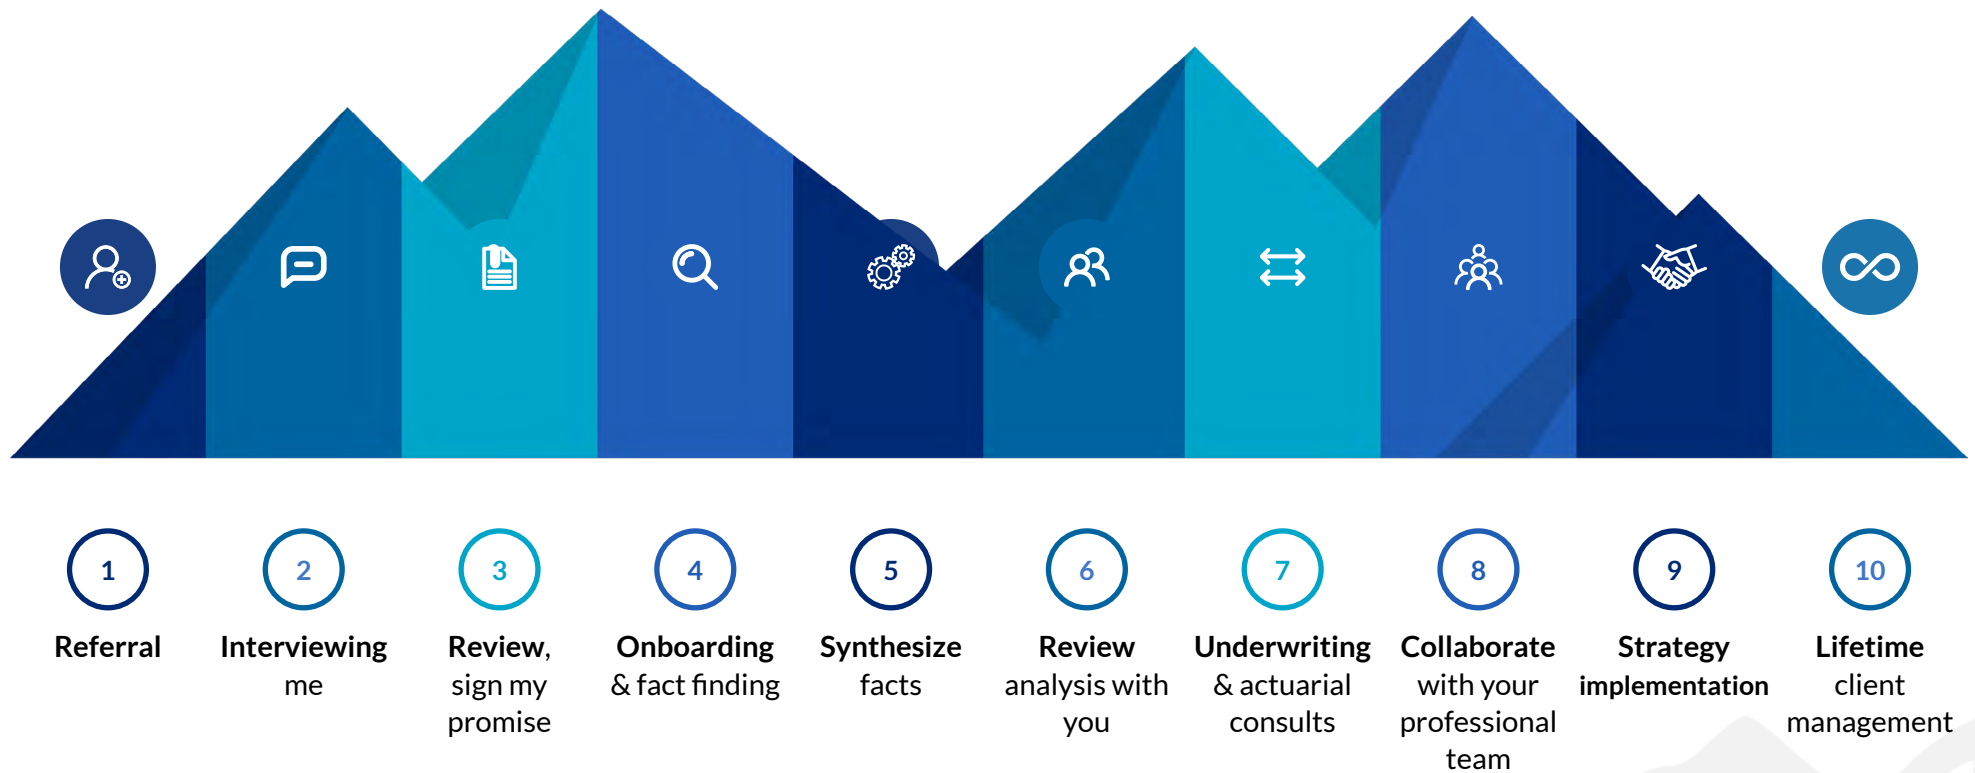 1
Referral
2
Interviewing
me
3
Review,
sign my
promise
4
Onboarding
& fact finding
5
Synthesize
facts
6
Review
analysis with
you
7
Underwriting
& actuarial
consults
8
Collaborate
with your
professional
team
9
Strategy
implementation
10
Lifetime
client
management